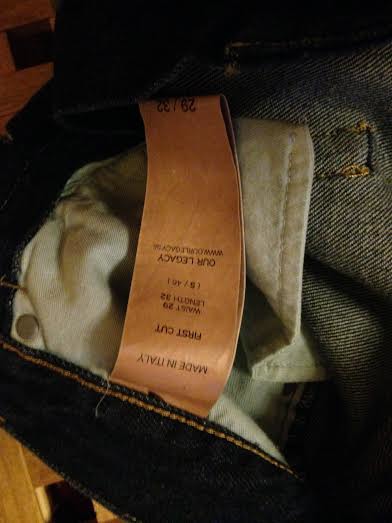 MADE IN ITALY
FIRST CUT
WAIST 29
LENGTH 32
( S / 46 )
OUR LEGACY
WWW.OURLEGACY.SE
29 / 32